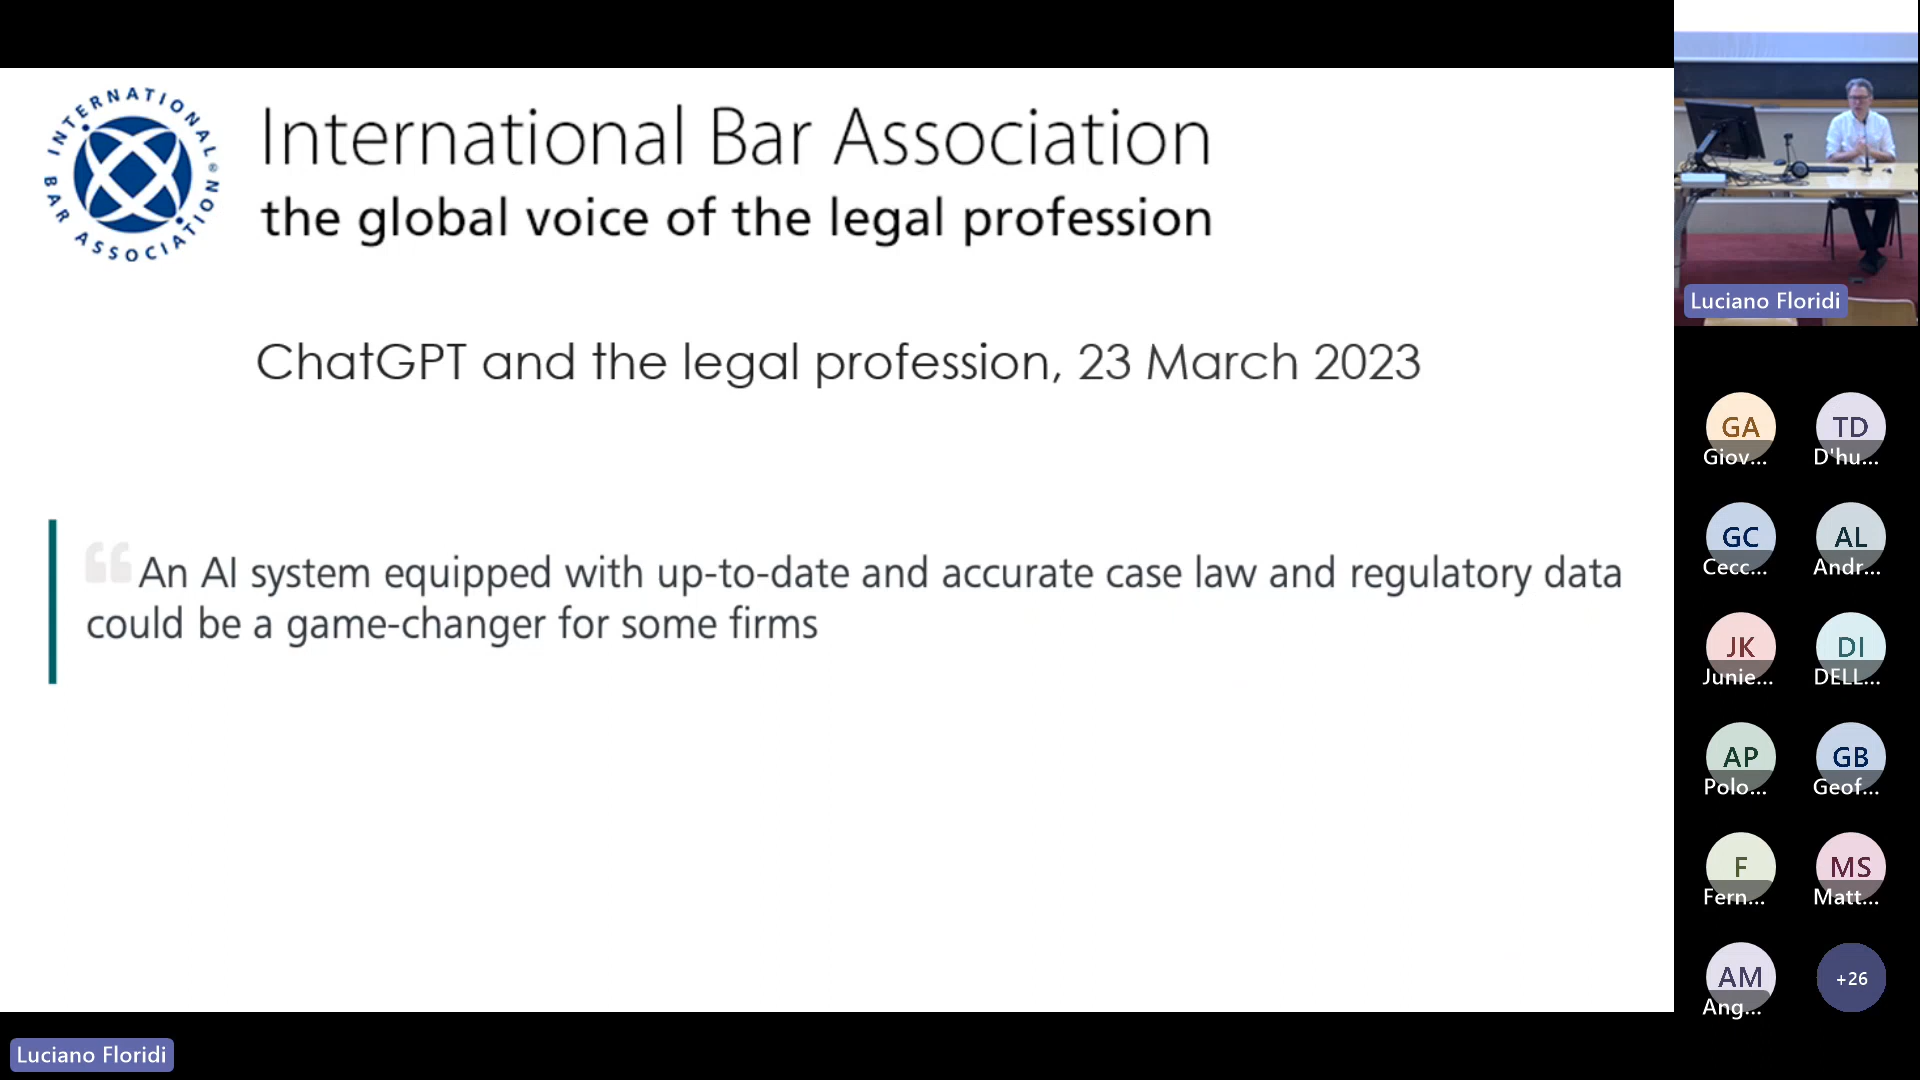 INTERNATIONAL BAR ASSOCIATION®
International Bar Association
the global voice of the legal profession
ChatGPT and the legal profession, 23 March 2023
“An AI system equipped with up-to-date and accurate case law and regulatory data
could be a game-changer for some firms
Luciano Floridi
Luciano Floridi
GA
TD
Giov...
D'hu...
GC
AL
Cecc...
Andr...
JK
DI
Junie...
DELL...
AP
GB
Polo...
Geof...
F
MS
Fern...
Matt...
AM
+26
Ang...